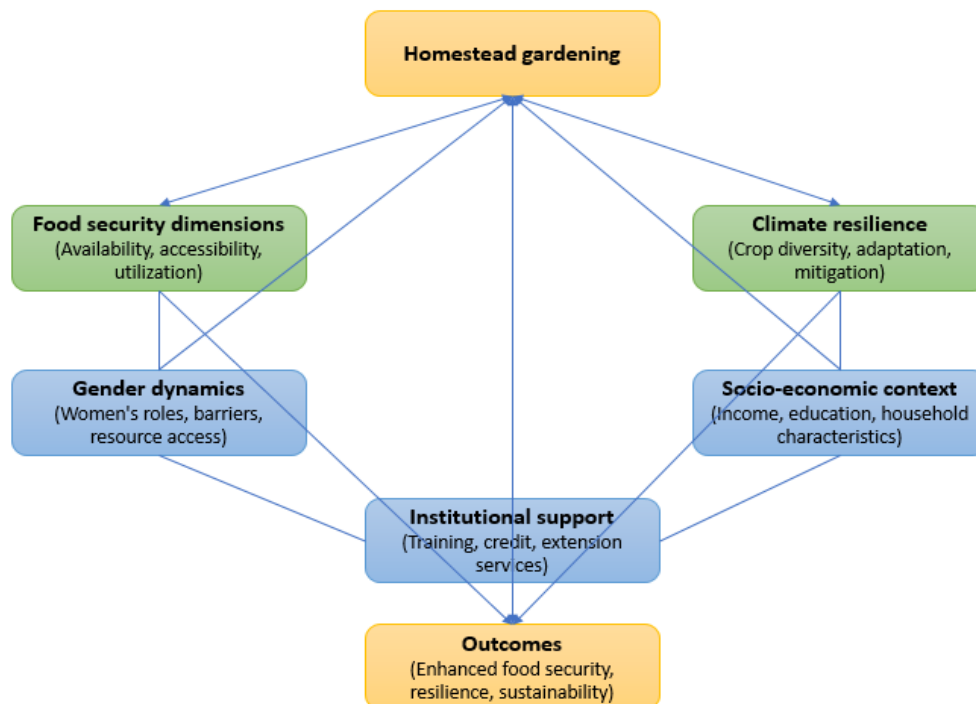 Homestead gardening
Food security dimensions
(Availability, accessibility,
utilization)
Climate resilience
(Crop diversity, adaptation,
mitigation)
Gender dynamics
(Women's roles, barriers,
resource access)
Socio-economic context
(Income, education, household
characteristics)
Institutional support
(Training, credit, extension
services)
Outcomes
(Enhanced food security,
resilience, sustainability)